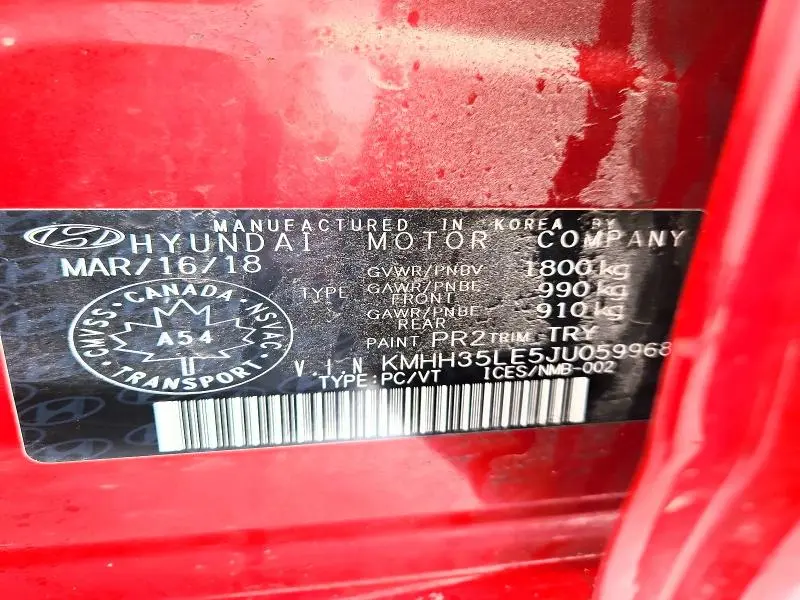 MANUFACTURED IN KOREA BY
HYUNDAI MOTOR COMPANY
MAR/16/18
GVWR/PNBV 1800 kg
TYPE
GAWR/PNBE FRONT 990 kg
GAWR/PNBE REAR 910 kg
PAINT PR2 TRIM TRY
CMVSS • CANADA • NSVAC
A54
TRANSPORT
V.I.N KMHH35LE5JU059968
TYPE:PC/VT ICES/NMB-002